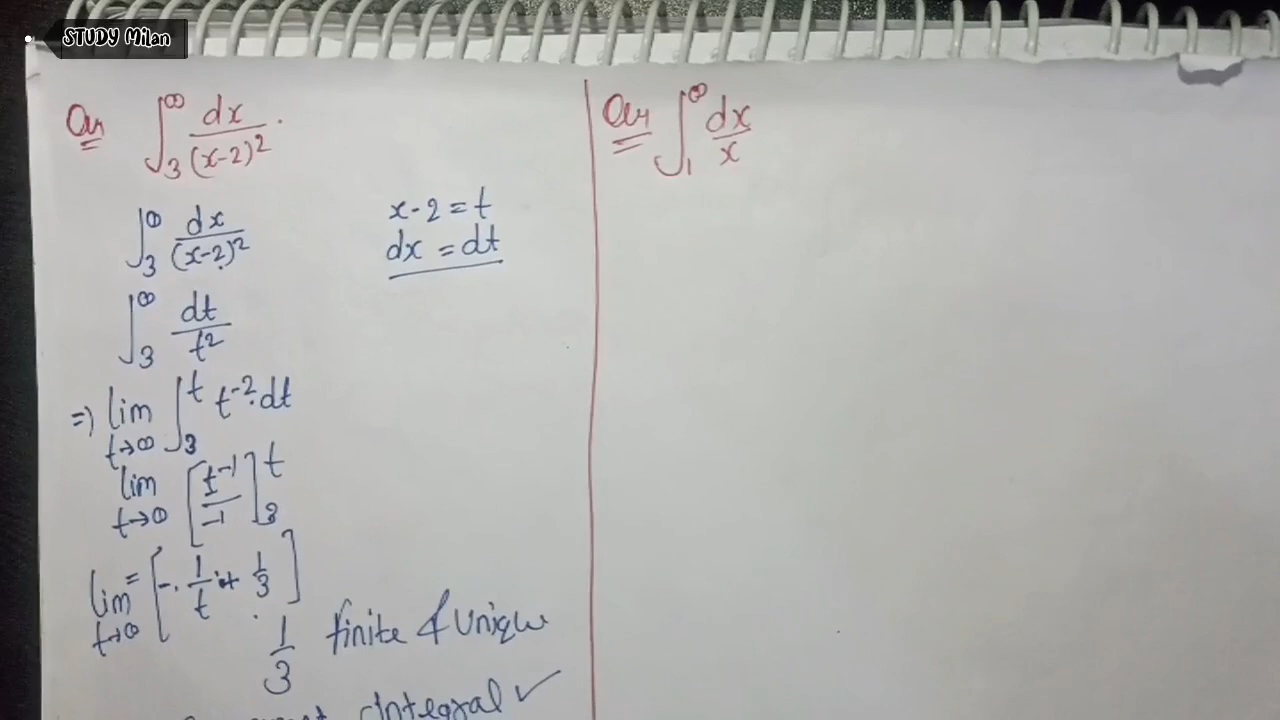 STUDY Milan
Qn ∫₃^∞ dx/(x-2)² .
∫₃^∞ dx/(x-2)²
x-2 = t
dx = dt
∫₃^∞ dt/t²
=) lim t→∞ ∫₃^t t⁻² dt
lim t→∞ [t⁻¹/-1]₃^t
lim t→∞ = [-1/t + 1/3]
1/3 finite & Unique
Integral ✓
Qn ∫₁^∞ dx/x